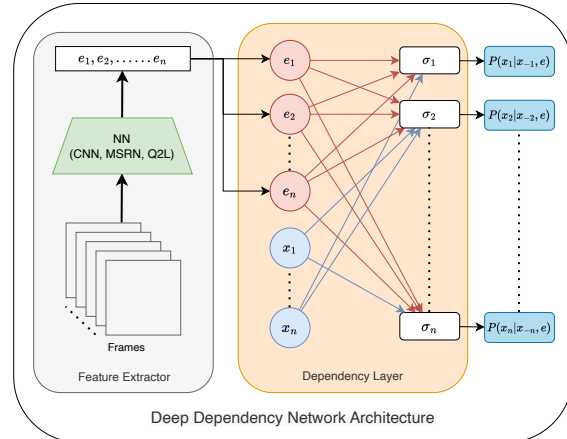 e₁, e₂, . . . . . . eₙ
NN
(CNN, MSRN, Q2L)
Frames
Feature Extractor
e₁
e₂
eₙ
x₁
xₙ
σ₁
σ₂
σₙ
Dependency Layer
P(x₁|x₋₁, e)
P(x₂|x₋₂, e)
P(xₙ|x₋ₙ, e)
Deep Dependency Network Architecture